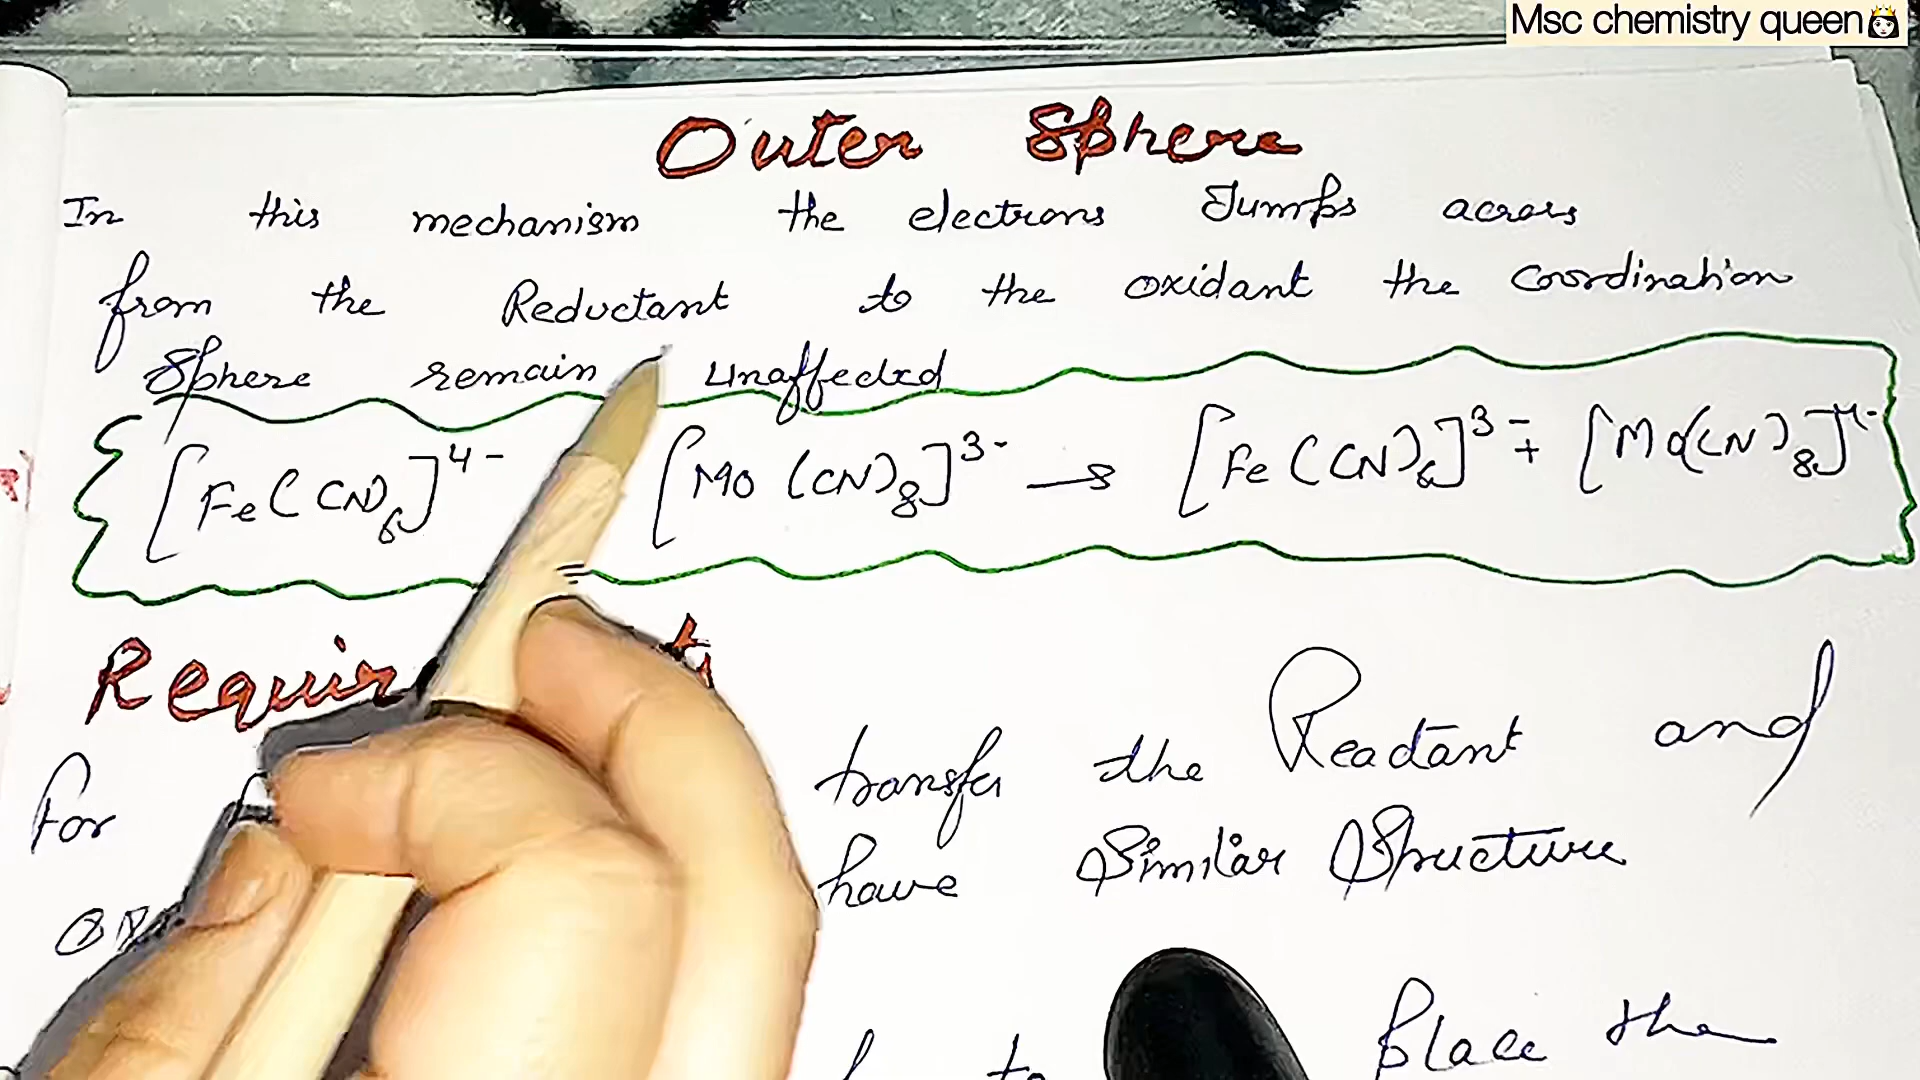 Msc chemistry queen
Outer Sphere
In this mechanism the electrons Jumps across
from the Reductant to the oxidant the coordination
Sphere remain unaffected
[Fe(CN)6]4- [Mo(CN)8]3- → [Fe(CN)6]3- + [Mo(CN)8]4-
For transfer the Reactant and
have Similar Structure
to place the